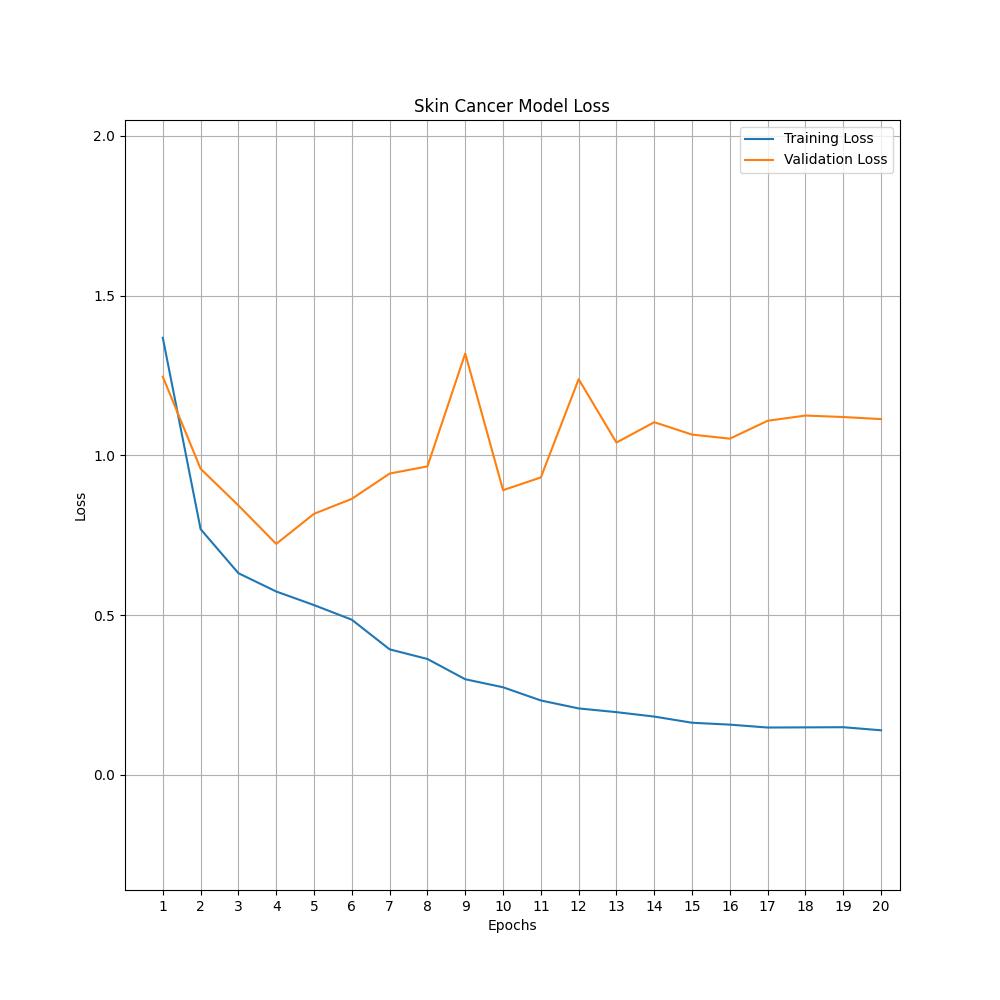 Skin Cancer Model Loss
Training Loss
Validation Loss
2.0
1.5
1.0
0.5
0.0
Loss
1 2 3 4 5 6 7 8 9 10 11 12 13 14 15 16 17 18 19 20
Epochs